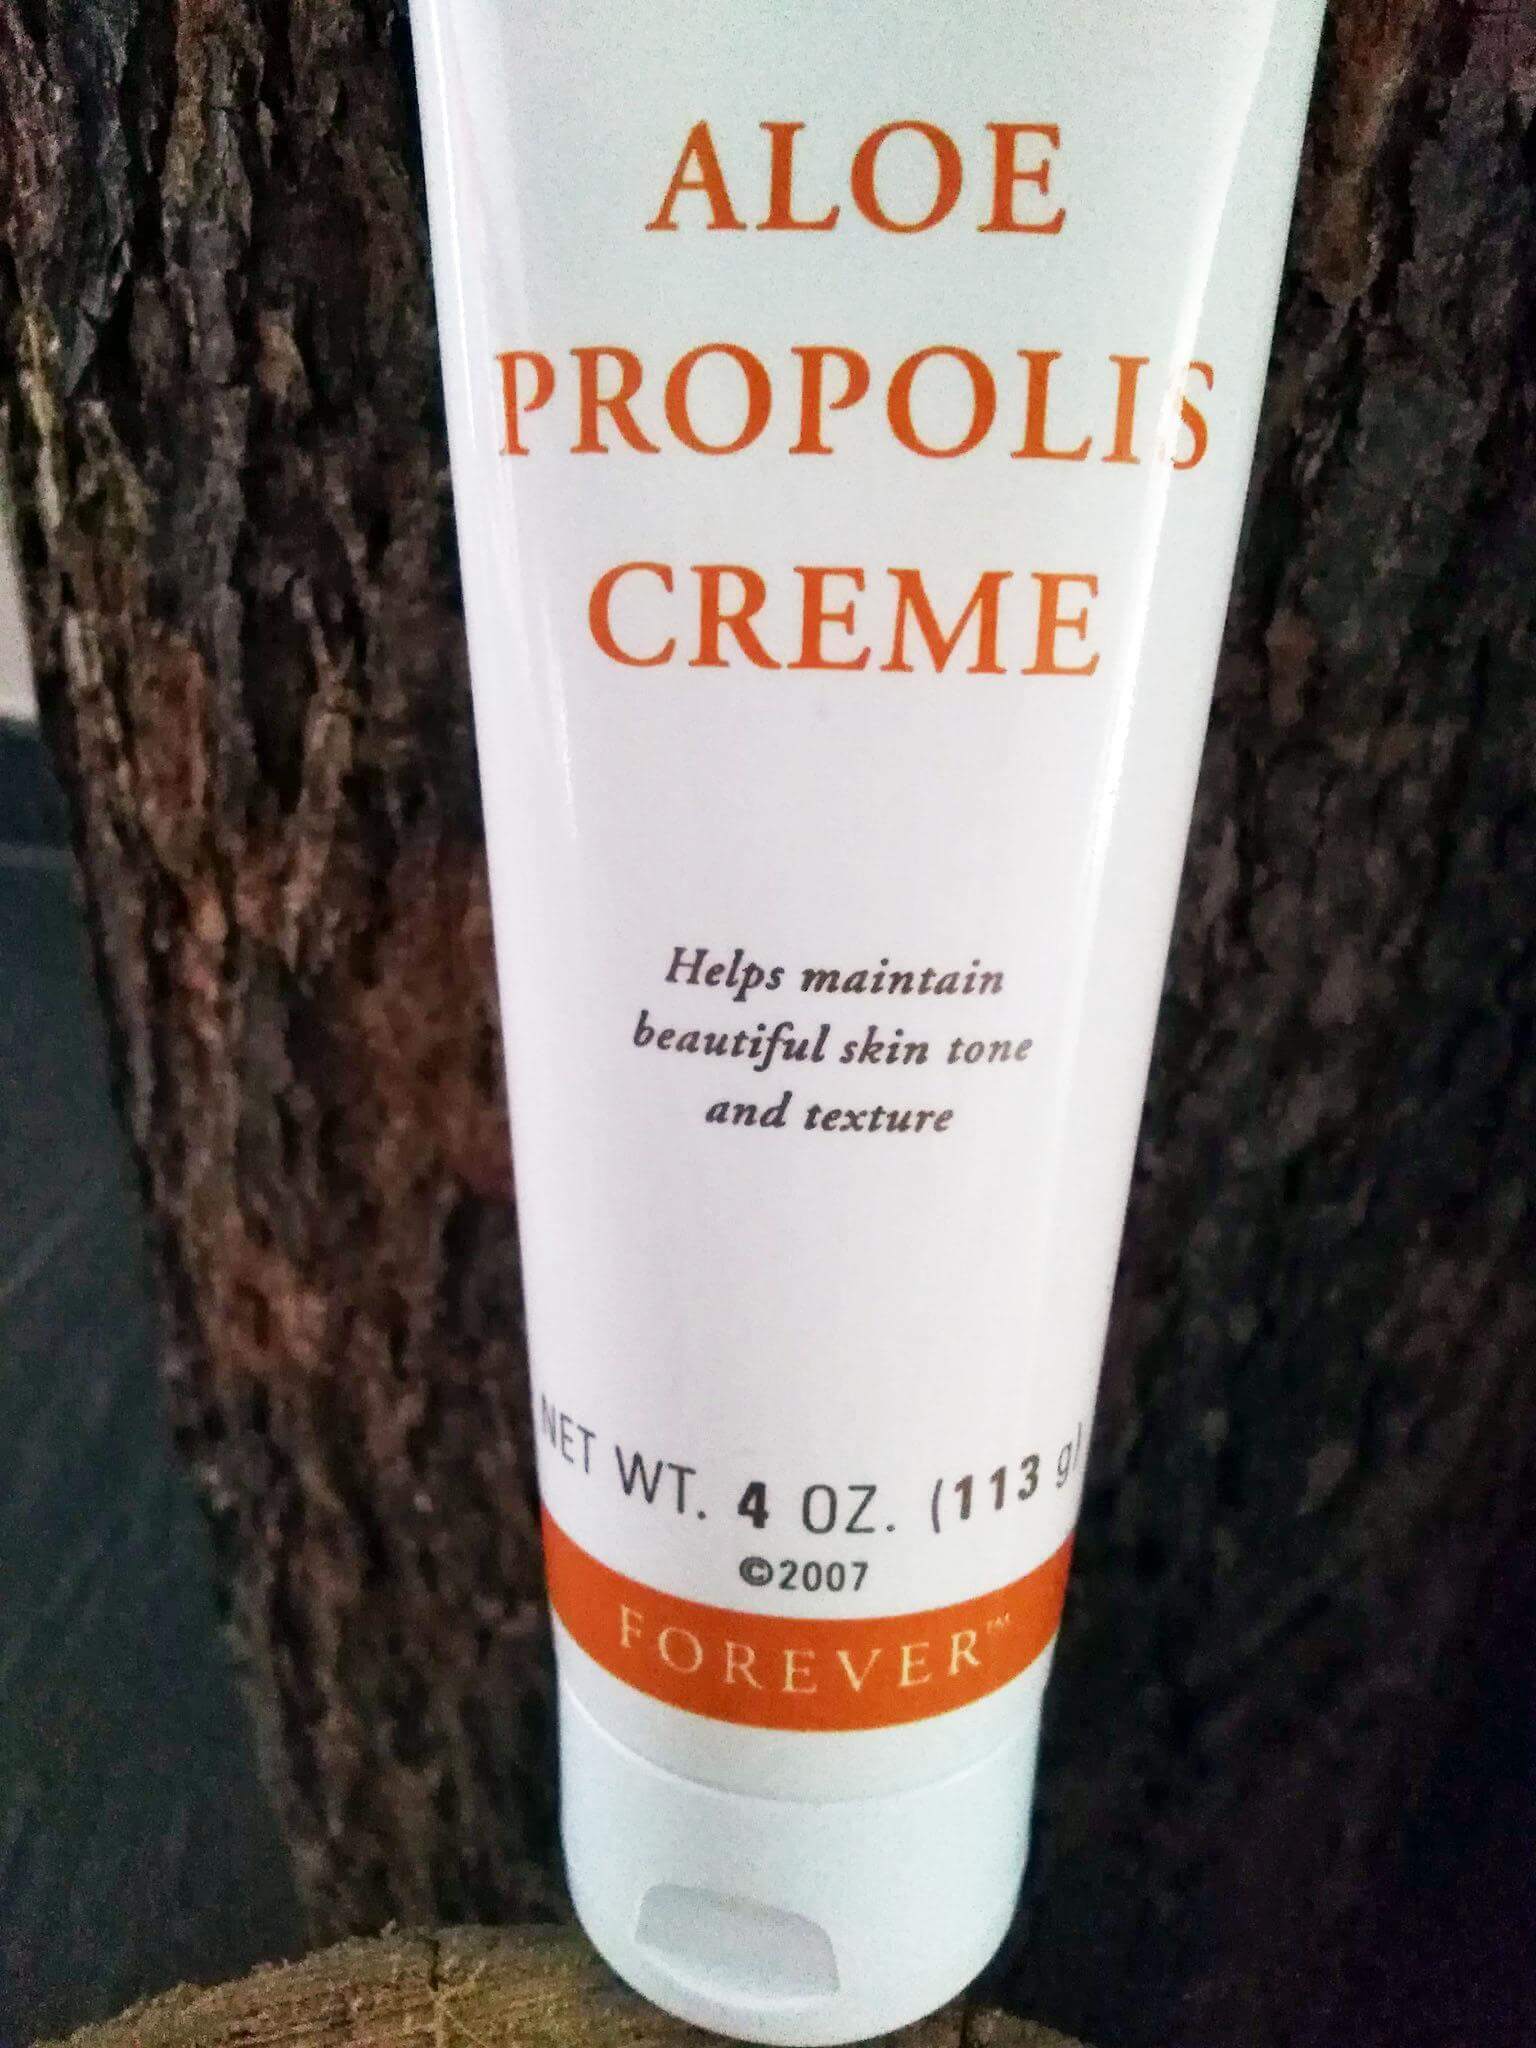 ALOE
PROPOLIS
CREME
Helps maintain
beautiful skin tone
and texture
NET WT. 4 OZ. (113 g)
©2007
FOREVER™